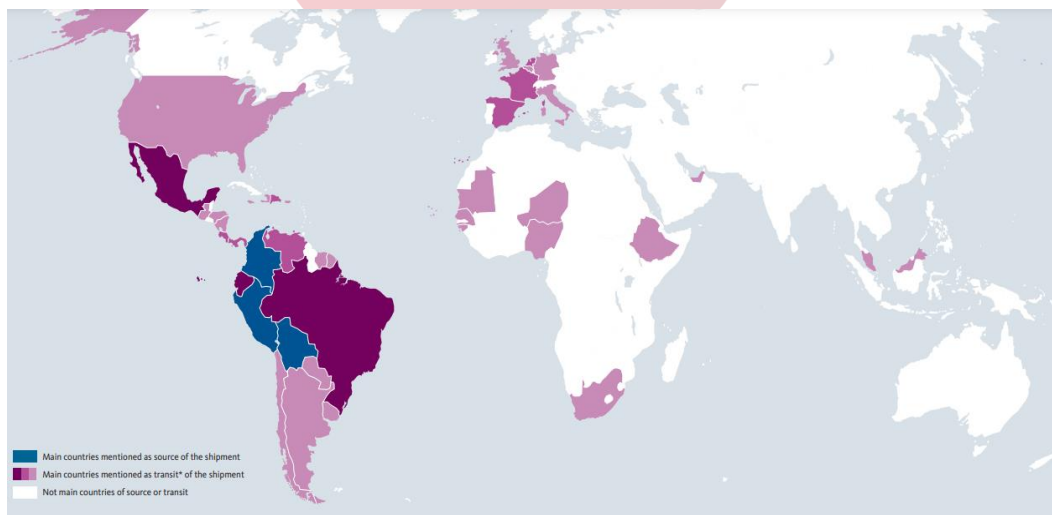 Main countries mentioned as source of the shipment
Main countries mentioned as transit* of the shipment
Not main countries of source or transit